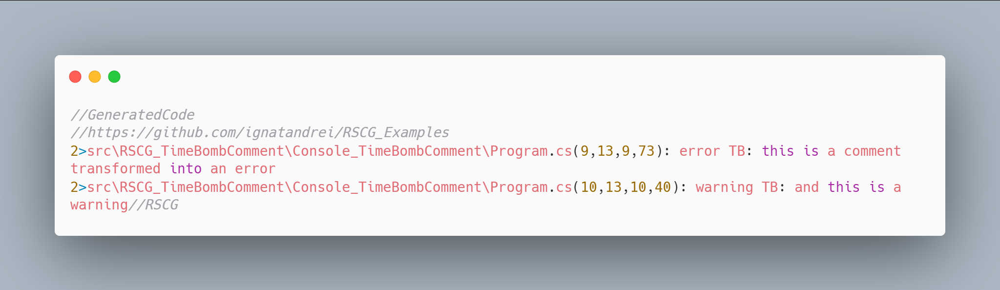 //GeneratedCode
//https://github.com/ignatandrei/RSCG_Examples
2>src\RSCG_TimeBombComment\Console_TimeBombComment\Program.cs(9,13,9,73): error TB: this is a comment
transformed into an error
2>src\RSCG_TimeBombComment\Console_TimeBombComment\Program.cs(10,13,10,40): warning TB: and this is a
warning//RSCG